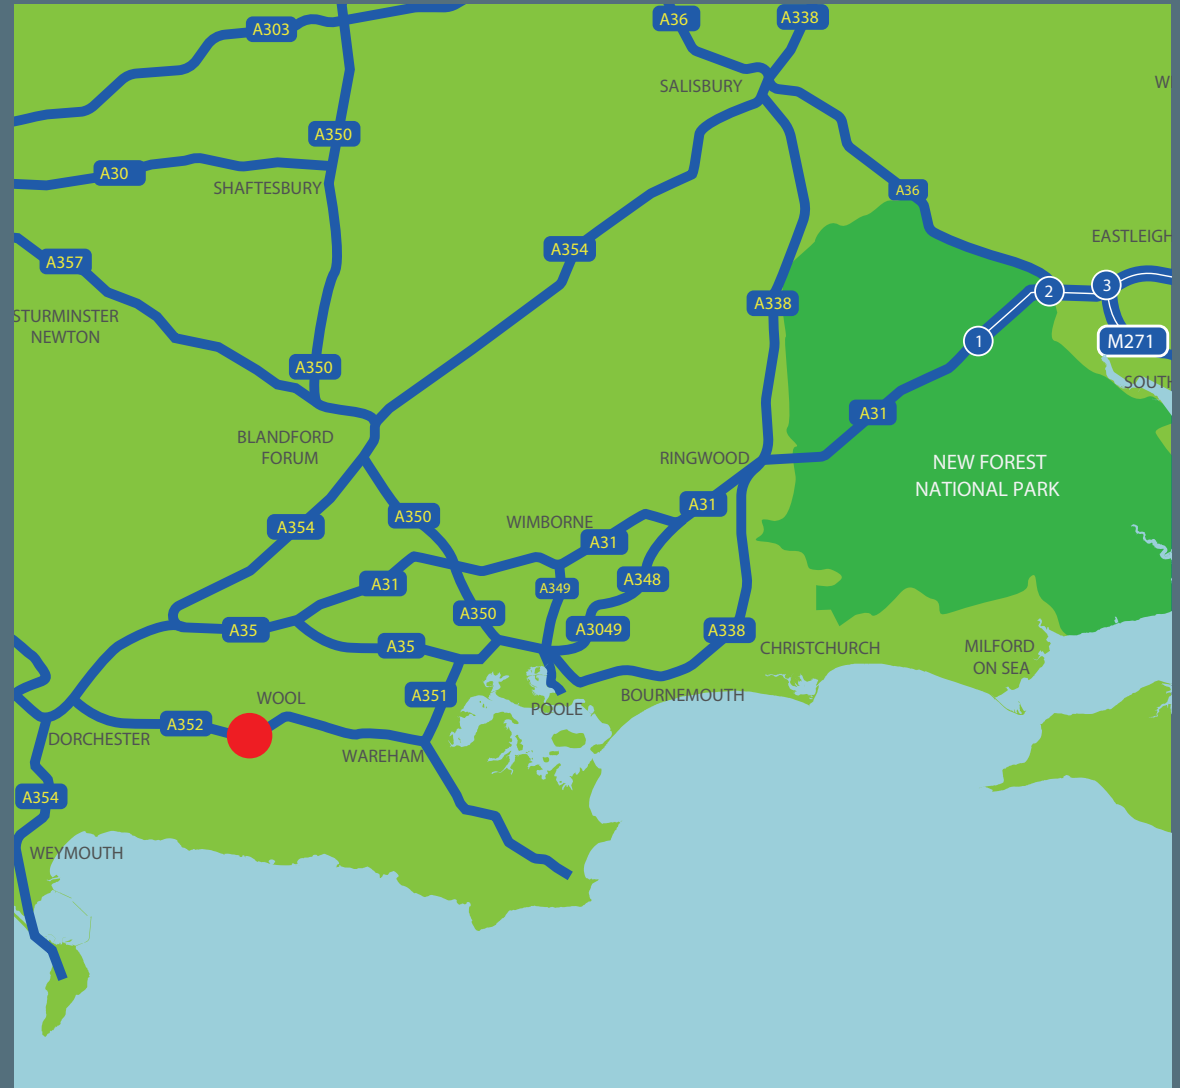 A303
A36
A338
SALISBURY
W
A350
A30
SHAFTESBURY
A36
EASTLEIGH
A354
A357
A338
3
2
STURMINSTER
NEWTON
1
M271
A350
SOUTH
A31
BLANDFORD
FORUM
RINGWOOD
NEW FOREST
NATIONAL PARK
A31
A350
WIMBORNE
A354
A31
A31
A348
A349
A350
A35
A3049
A338
A35
CHRISTCHURCH
MILFORD
ON SEA
A351
BOURNEMOUTH
WOOL
POOLE
A352
DORCHESTER
WAREHAM
A354
WEYMOUTH